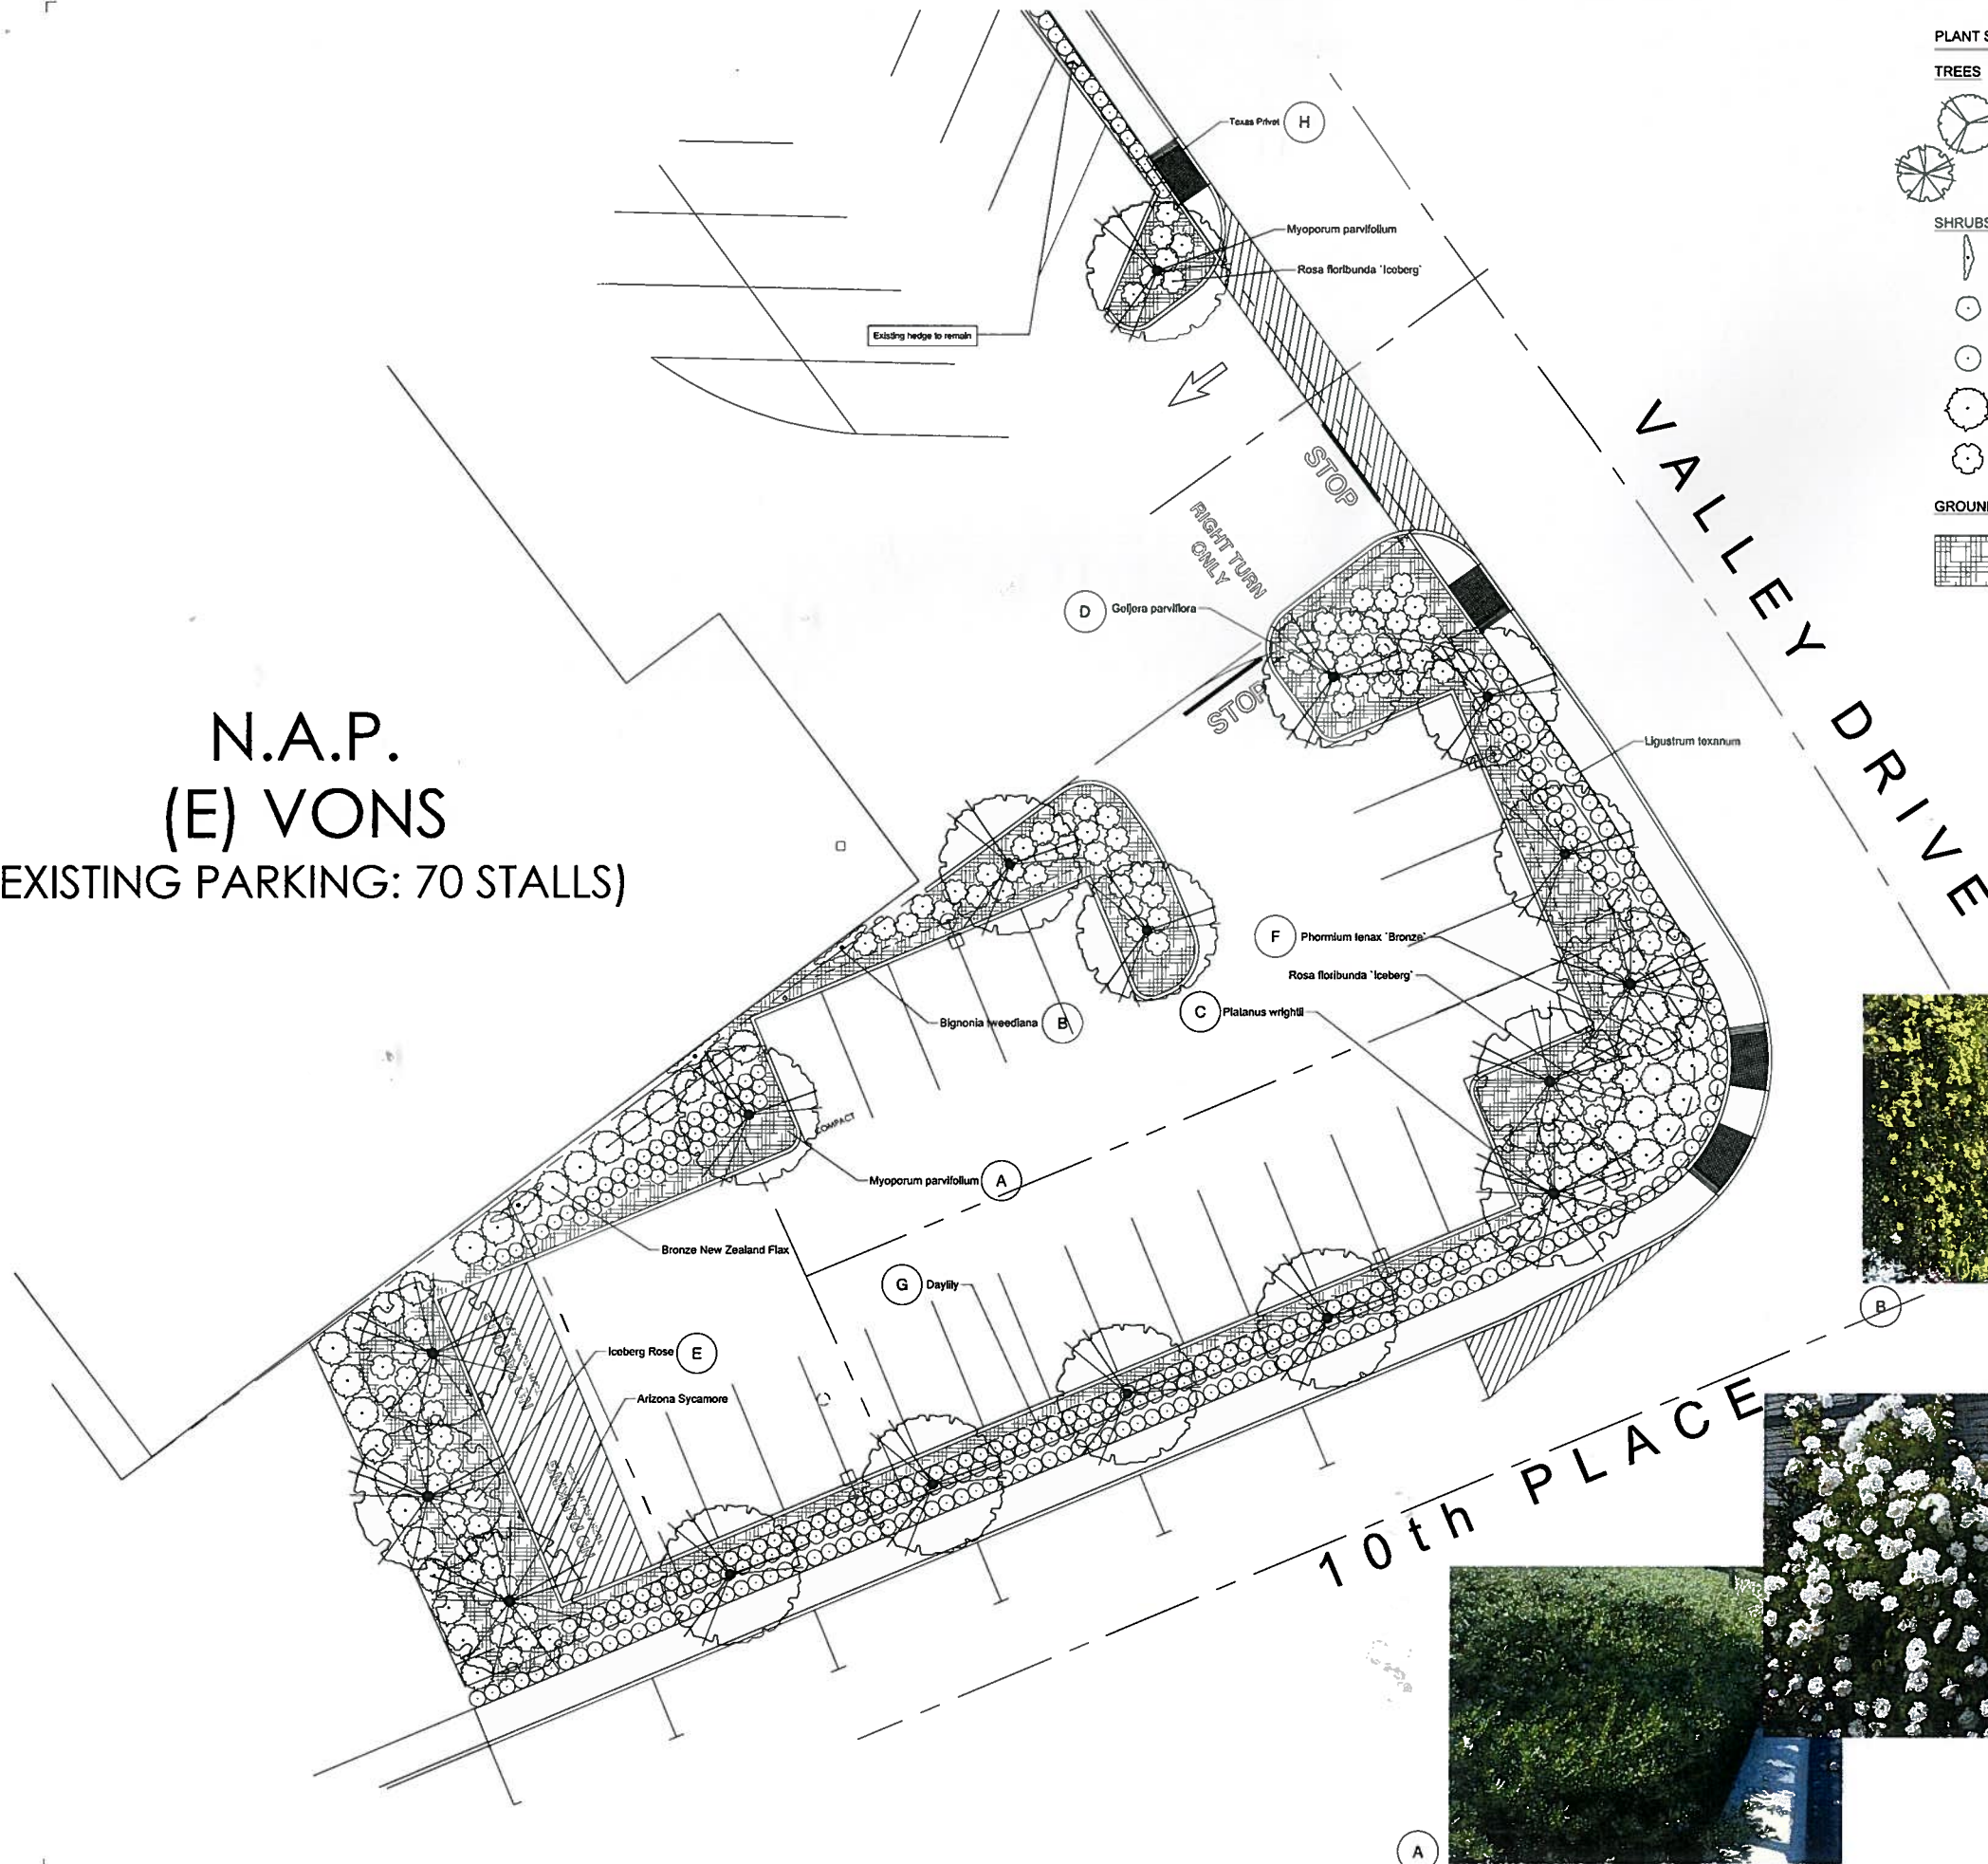 PLANT S
TREES
Texas Privet H
SHRUBS
Myoporum parvifolium
Rosa floribunda 'Iceberg'
Existing hedge to remain
VALLEY DRIVE
STOP
RIGHT TURN
ONLY
GROUN
D Geijera parviflora
STOP
N.A.P.
(E) VONS
EXISTING PARKING: 70 STALLS)
Ligustrum texanum
F Phormium tenax 'Bronze'
Rosa floribunda 'Iceberg'
C Platanus wrightii
Bignonia tweediana B
COMPACT
Myoporum parvifolium A
Bronze New Zealand Flax
G Daylily
B
Iceberg Rose E
Arizona Sycamore
10th PLACE
A